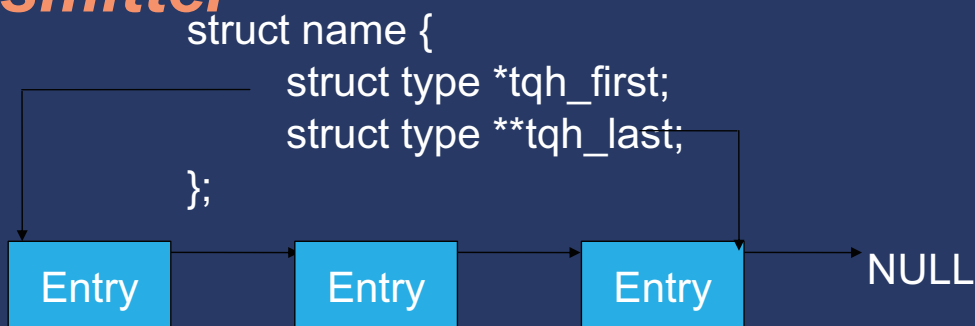 struct name {
struct type *tqh_first;
struct type **tqh_last;
};
Entry Entry Entry NULL